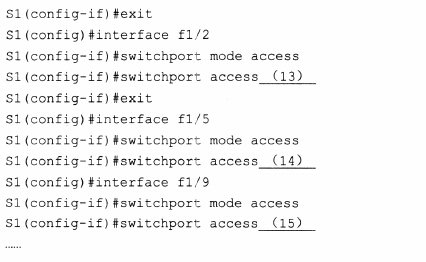 S1(config-if)#exit
S1(config)#interface f1/2
S1(config-if)#switchport mode access
S1(config-if)#switchport access (13)
S1(config-if)#exit
S1(config)#interface f1/5
S1(config-if)#switchport mode access
S1(config-if)#switchport access (14)
S1(config)#interface f1/9
S1(config-if)#switchport mode access
S1(config-if)#switchport access (15)
……